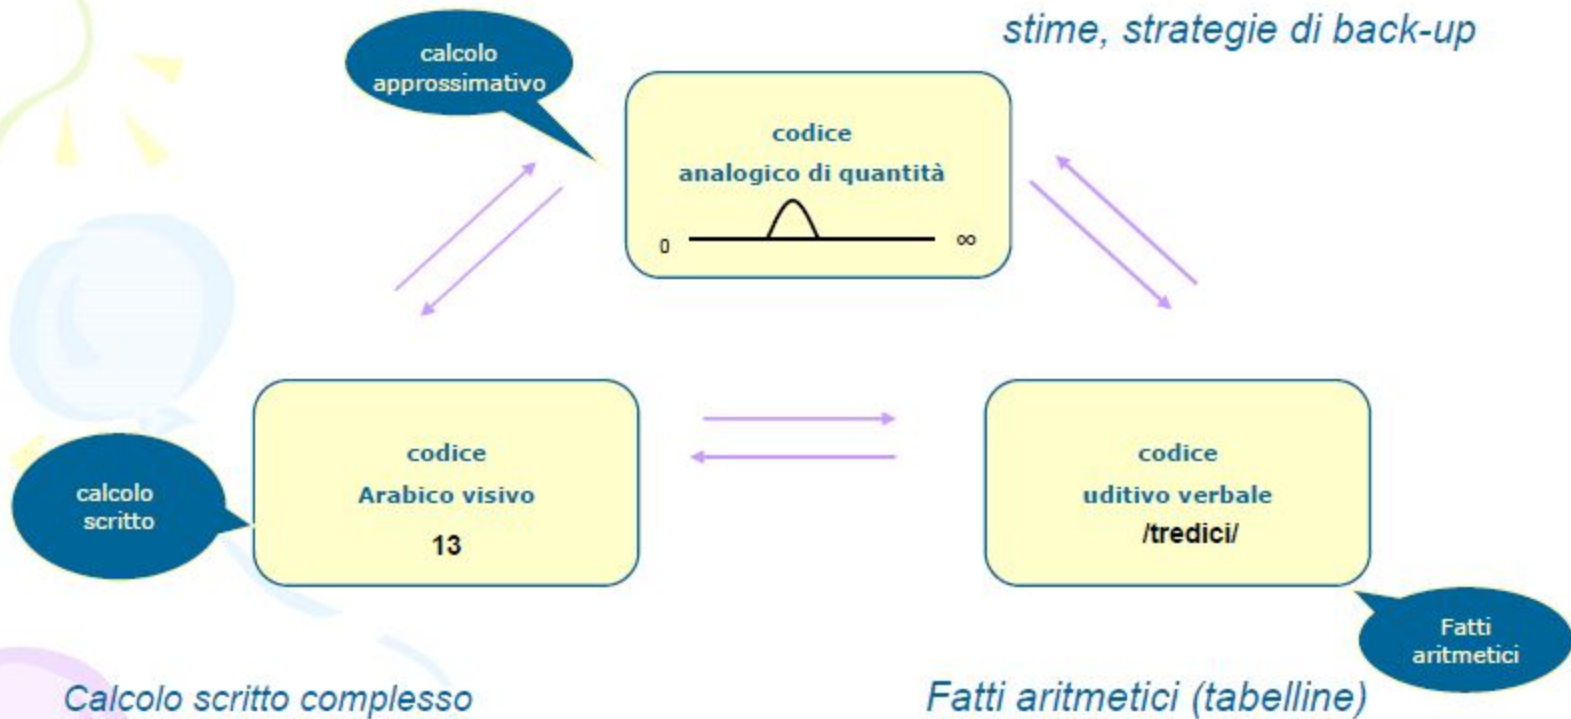 stime, strategie di back-up
calcolo
approssimativo
codice
analogico di quantità
0 ∞
codice
Arabico visivo
13
calcolo
scritto
codice
uditivo verbale
/tredici/
Fatti
aritmetici
Calcolo scritto complesso
Fatti aritmetici (tabelline)